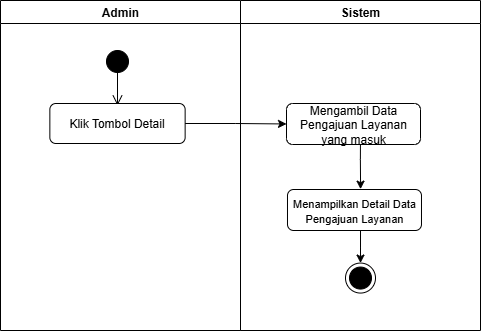 Admin
Sistem
Klik Tombol Detail
Mengambil Data
Pengajuan Layanan
yang masuk
Menampilkan Detail Data
Pengajuan Layanan